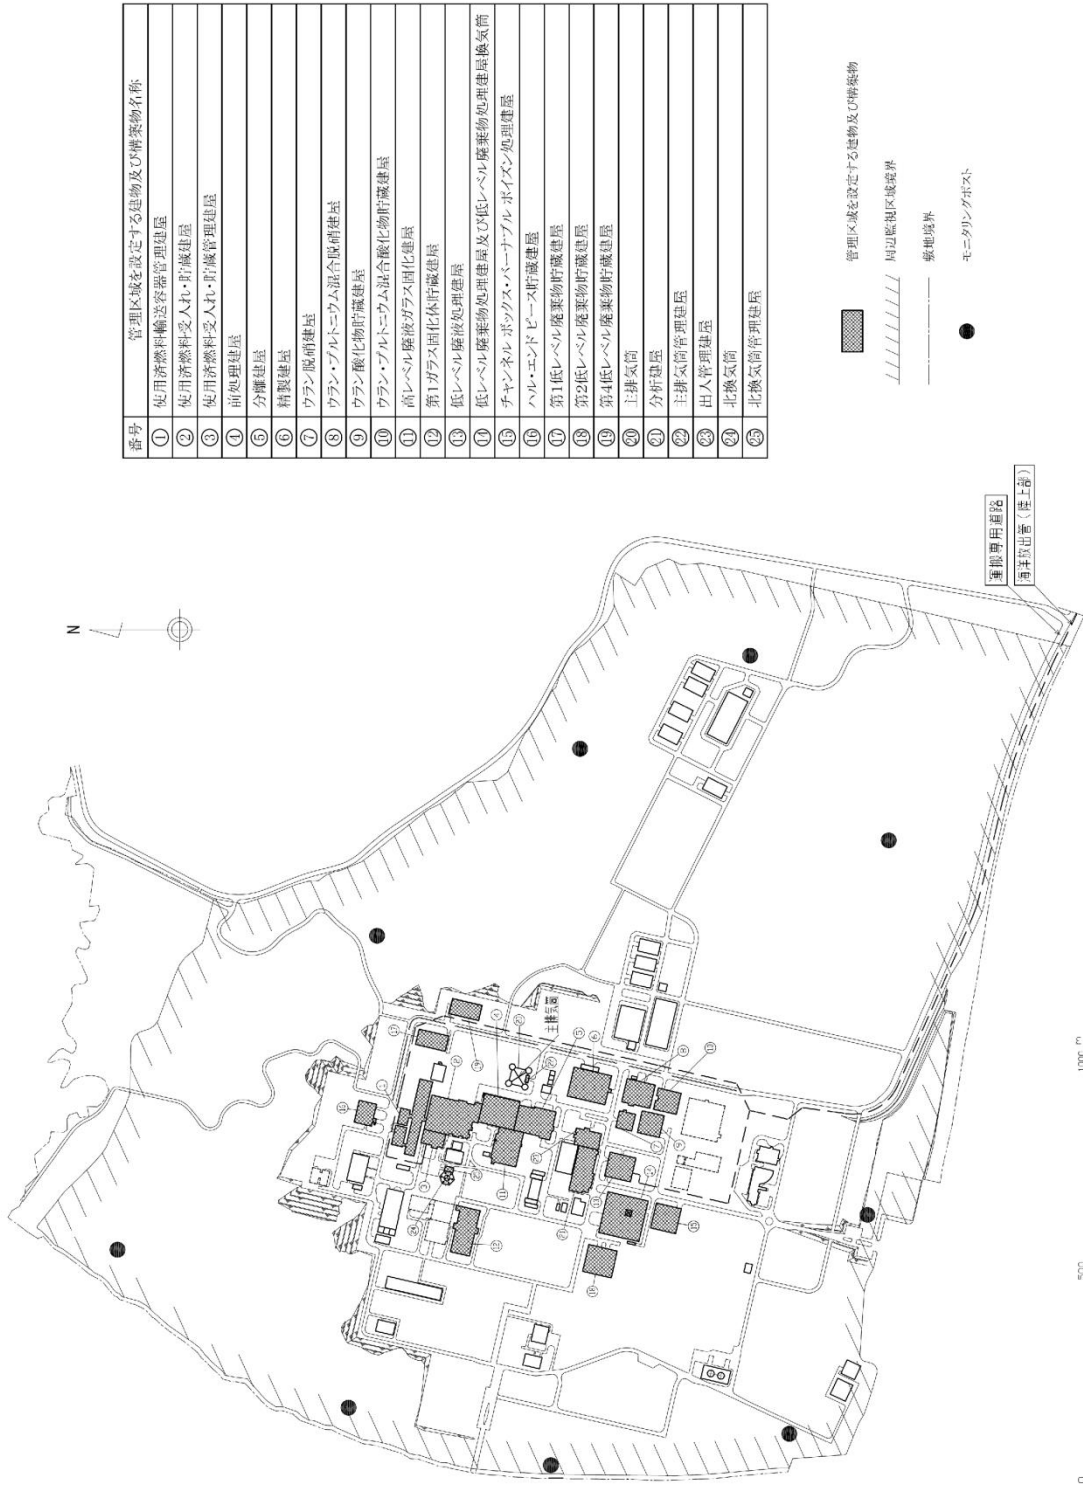 番号 管理区域を設定する建物及び構築物名称
① 使用済燃料輸送容器管理建屋
② 使用済燃料受入れ・貯蔵建屋
③ 使用済燃料受入れ・貯蔵管理建屋
④ 前処理建屋
⑤ 分離建屋
⑥ 精製建屋
⑦ ウラン脱硝建屋
⑧ ウラン・プルトニウム混合脱硝建屋
⑨ ウラン酸化物貯蔵建屋
⑩ ウラン・プルトニウム混合酸化物貯蔵建屋
⑪ 高レベル廃液ガラス固化建屋
⑫ 第1ガラス固化体貯蔵建屋
⑬ 低レベル廃液処理建屋
⑭ 低レベル廃棄物処理建屋及び低レベル廃棄物処理建屋換気筒
⑮ チャンネル ボックス・バーナブル ポイズン処理建屋
⑯ ハル・エンド ピース貯蔵建屋
⑰ 第1低レベル廃棄物貯蔵建屋
⑱ 第2低レベル廃棄物貯蔵建屋
⑲ 第4低レベル廃棄物貯蔵建屋
⑳ 主排気筒
㉑ 分析建屋
㉒ 主排気筒管理建屋
㉓ 出入管理建屋
㉔ 北換気筒
㉕ 北換気筒管理建屋
管理区域を設定する建物及び構築物
周辺監視区域境界
敷地境界
モニタリングポスト
N
主排気筒
運搬専用道路
海洋放出管(陸上部)
0 500 1000 m